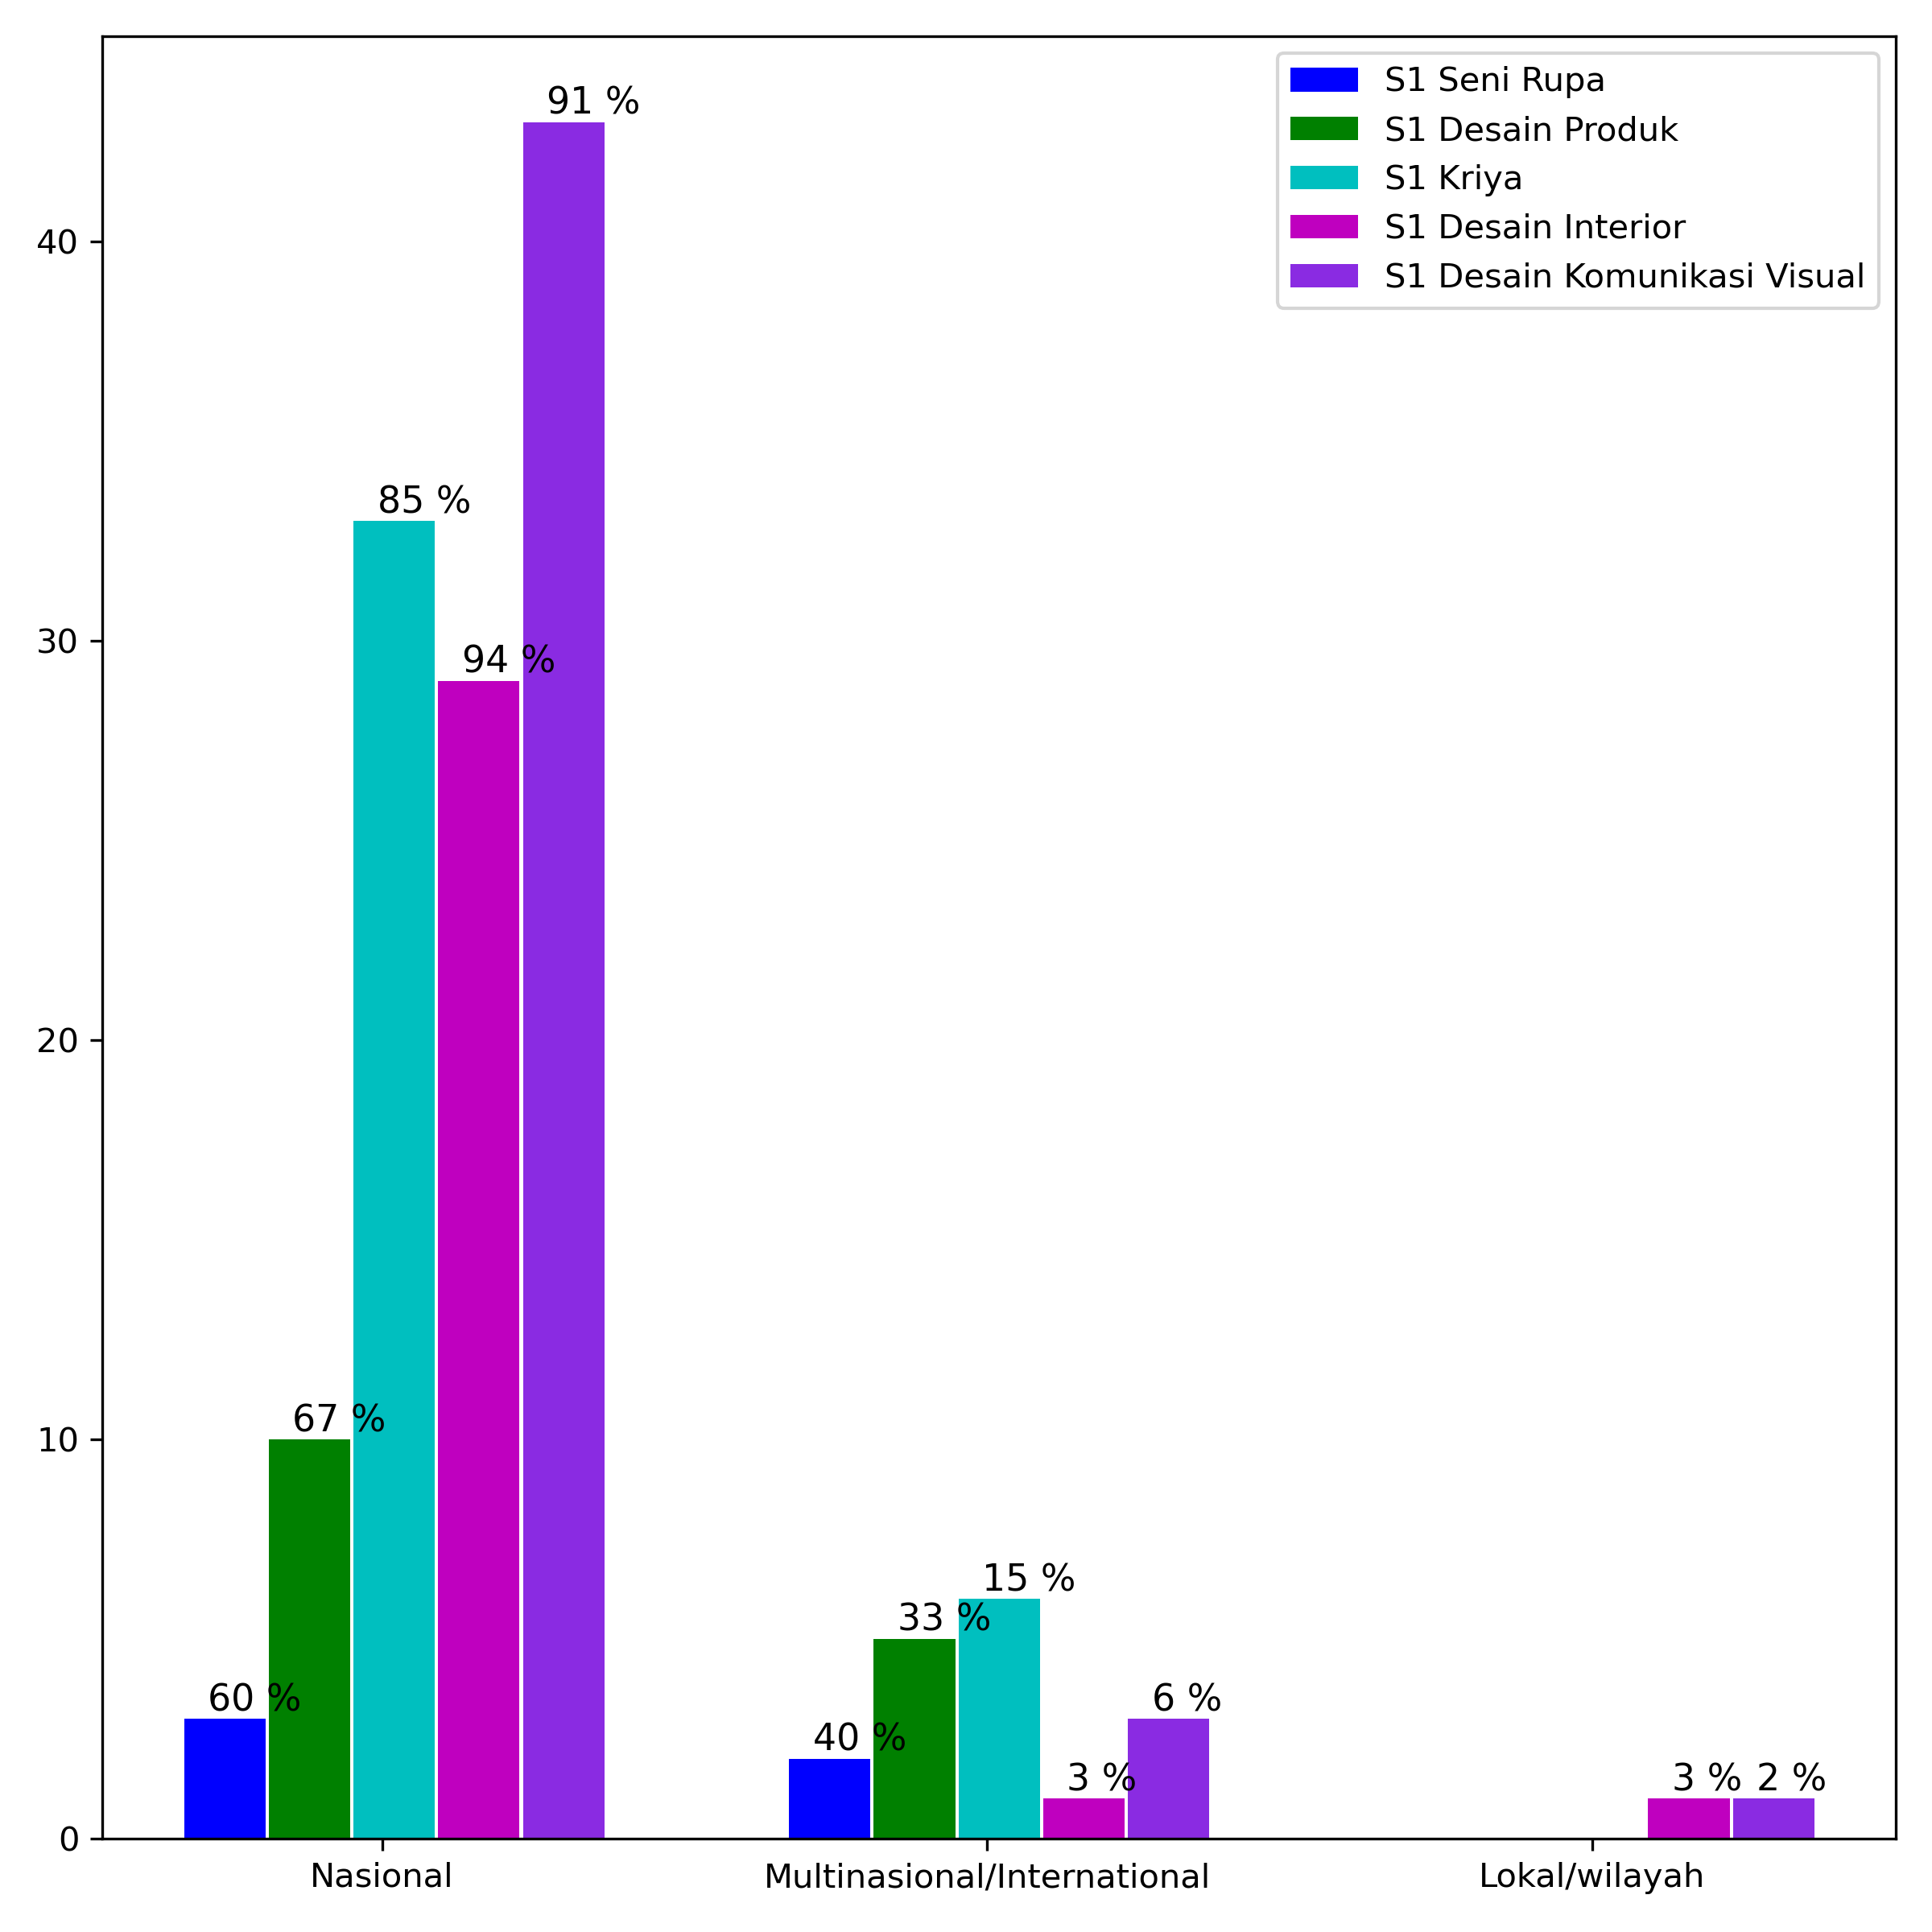 S1 Seni Rupa
S1 Desain Produk
S1 Kriya
S1 Desain Interior
S1 Desain Komunikasi Visual
40
30
20
10
0
91 %
85 %
94 %
67 %
60 %
15 %
33 %
40 %
6 %
3 %
3 %
2 %
Nasional
Multinasional/International
Lokal/wilayah